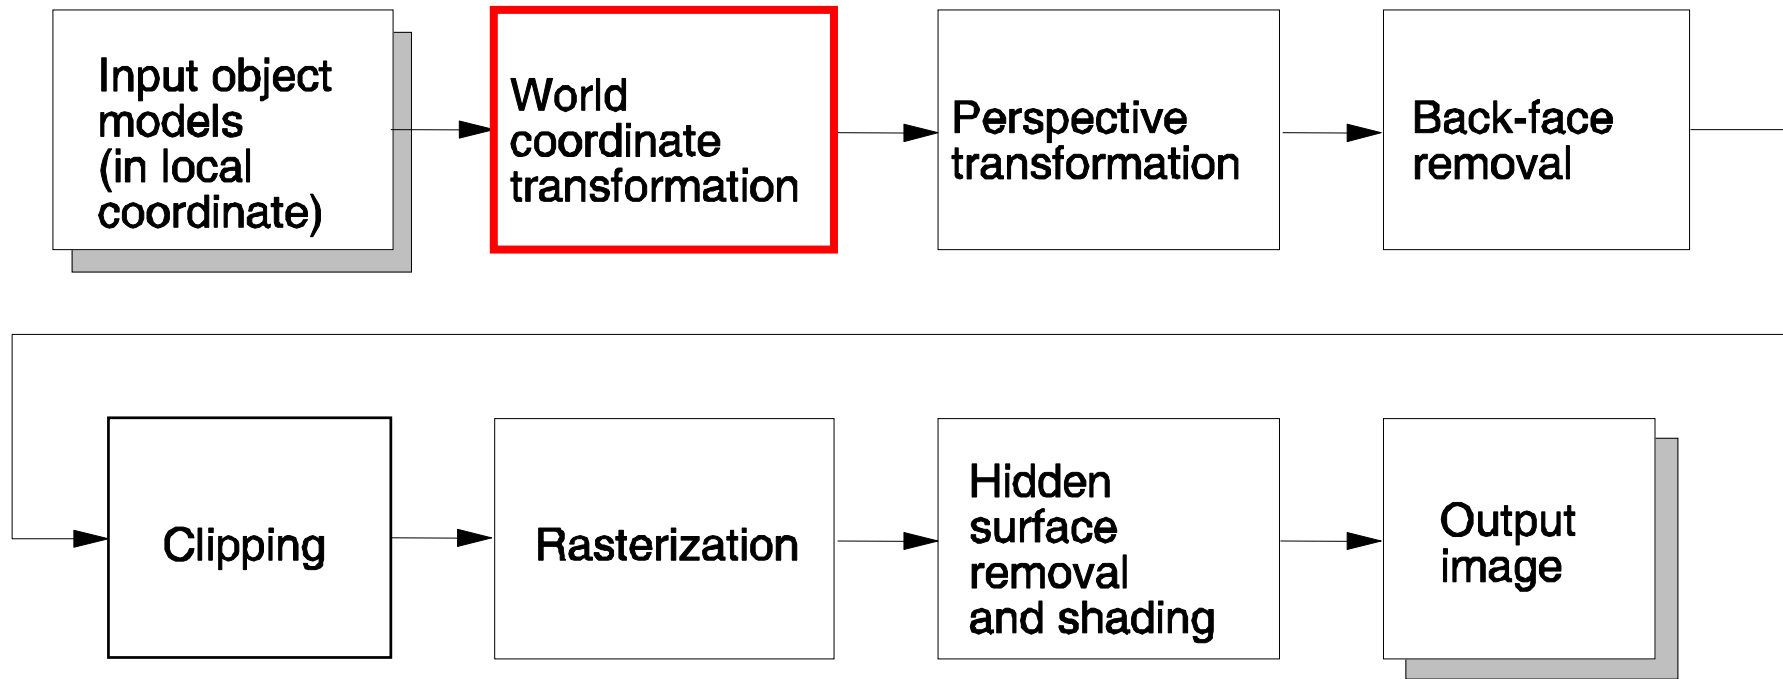 Input object
models
(in local
coordinate)
World
coordinate
transformation
Perspective
transformation
Back-face
removal
Clipping
Rasterization
Hidden
surface
removal
and shading
Output
image